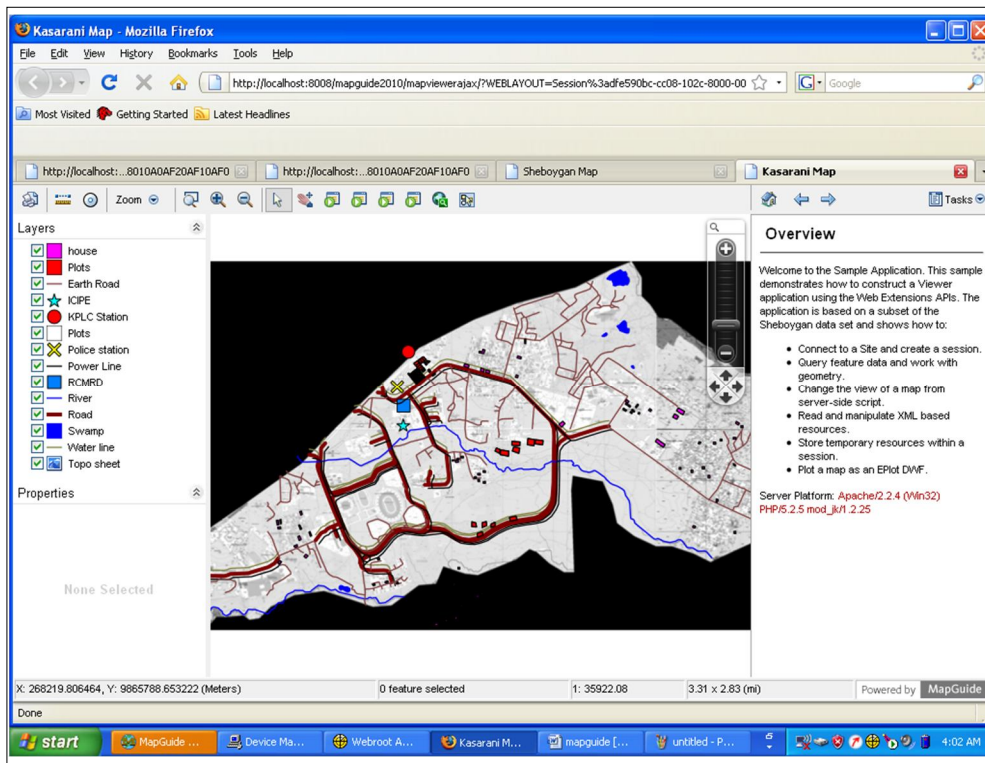 Kasarani Map - Mozilla Firefox
File Edit View History Bookmarks Tools Help
http://localhost:8008/mapguide2010/mapviewerajax/?WEBLAYOUT=Session%3adfe590bc-cc08-102c-8000-00
G Google
Most Visited Getting Started Latest Headlines
http://localhost:...8010A0AF20AF10AF0 http://localhost:...8010A0AF20AF10AF0 Sheboygan Map Kasarani Map
Zoom Tasks
Layers
house
Plots
Earth Road
ICIPE
KPLC Station
Plots
Police station
Power Line
RCMRD
River
Road
Swamp
Water line
Topo sheet
Properties
None Selected
Overview
Welcome to the Sample Application. This sample
demonstrates how to construct a Viewer
application using the Web Extensions APIs. The
application is based on a subset of the
Sheboygan data set and shows how to:
• Connect to a Site and create a session.
• Query feature data and work with
geometry.
• Change the view of a map from
server-side script.
• Read and manipulate XML based
resources.
• Store temporary resources within a
session.
• Plot a map as an EPlot DWF.
Server Platform: Apache/2.2.4 (Win32)
PHP/5.2.5 mod_jk/1.2.25
X: 268219.806464, Y: 9865788.653222 (Meters) 0 feature selected 1: 35922.08 3.31 x 2.83 (mi) Powered by MapGuide
Done
start MapGuide ... Device Ma... Webroot A... Kasarani M... mapguide [... untitled - P... 4:02 AM